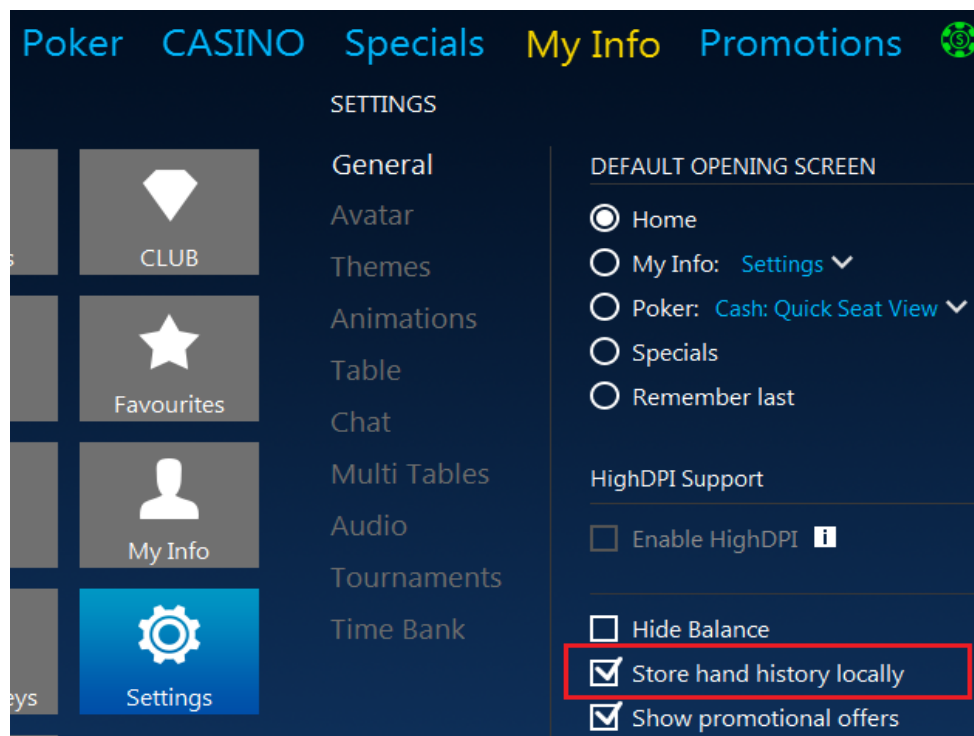 Poker CASINO Specials My Info Promotions
SETTINGS
CLUB
Favourites
My Info
Settings
s
eys
General
Avatar
Themes
Animations
Table
Chat
Multi Tables
Audio
Tournaments
Time Bank
DEFAULT OPENING SCREEN
Home
My Info: Settings
Poker: Cash: Quick Seat View
Specials
Remember last
HighDPI Support
Enable HighDPI i
Hide Balance
Store hand history locally
Show promotional offers